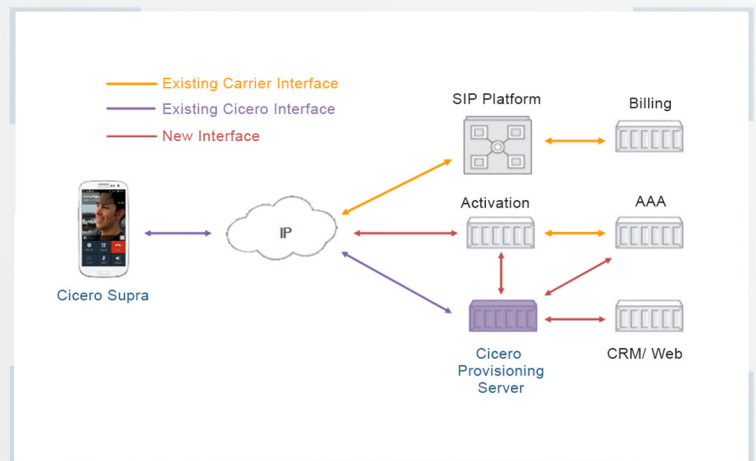 Existing Carrier Interface
Existing Cicero Interface
New Interface
SIP Platform
Billing
Activation
AAA
IP
Cicero Supra
Cicero
Provisioning
Server
CRM/ Web